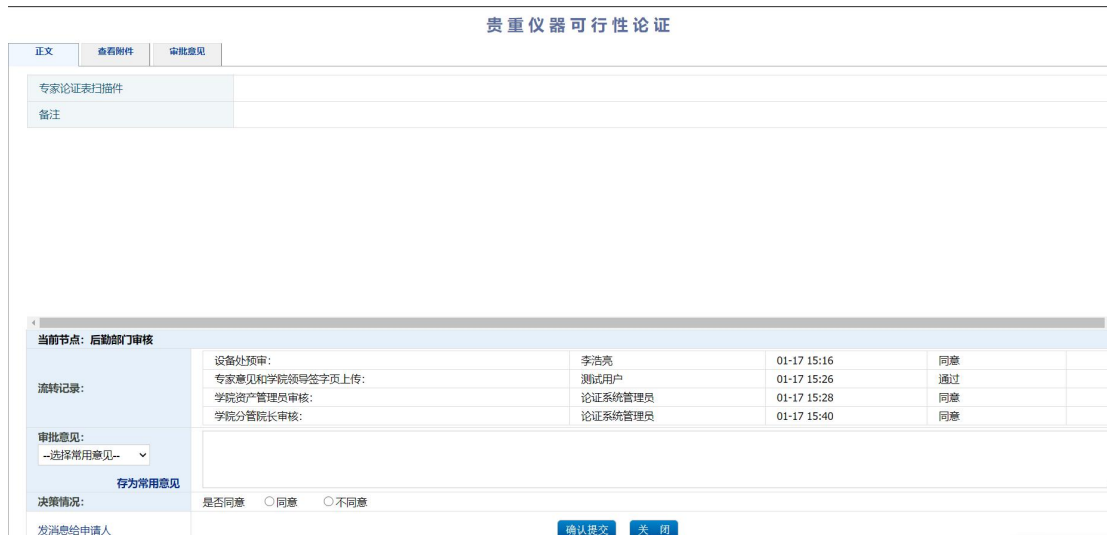 贵重仪器可行性论证
正文 查看附件 审批意见
专家论证表扫描件
备注
当前节点：后勤部门审核
流转记录：
设备处预审： 李浩亮 01-17 15:16 同意
专家意见和学院领导签字页上传： 测试用户 01-17 15:26 通过
学院资产管理员审核： 论证系统管理员 01-17 15:28 同意
学院分管院长审核： 论证系统管理员 01-17 15:40 同意
审批意见：
--选择常用意见--
存为常用意见
决策情况： 是否同意 同意 不同意
发消息给申请人 确认提交 关 闭